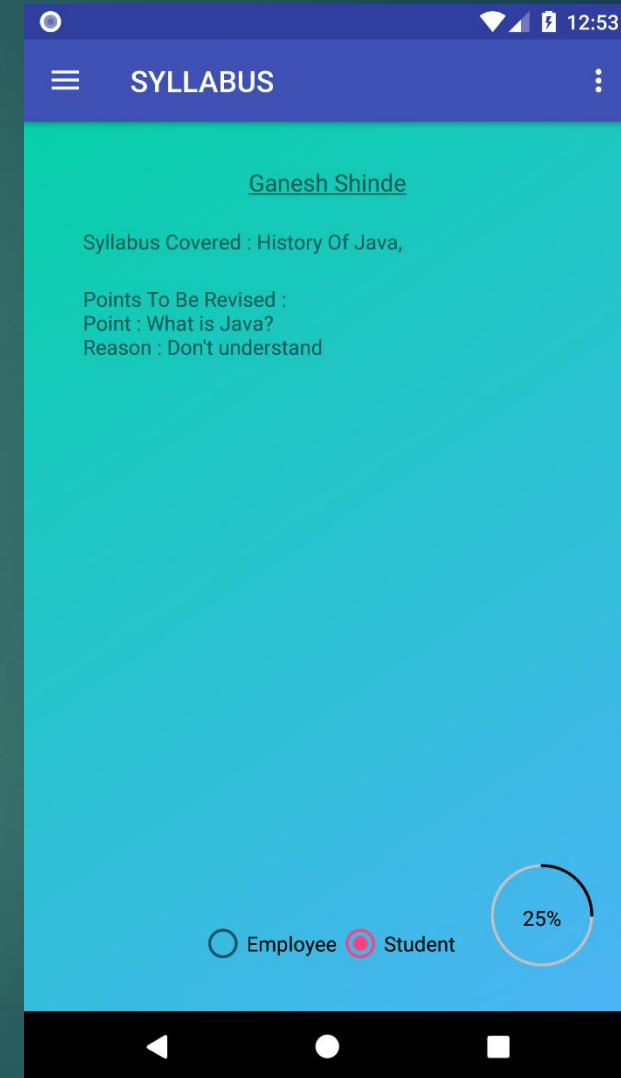 12:53
SYLLABUS
Ganesh Shinde
Syllabus Covered : History Of Java,
Points To Be Revised :
Point : What is Java?
Reason : Don't understand
25%
Employee Student